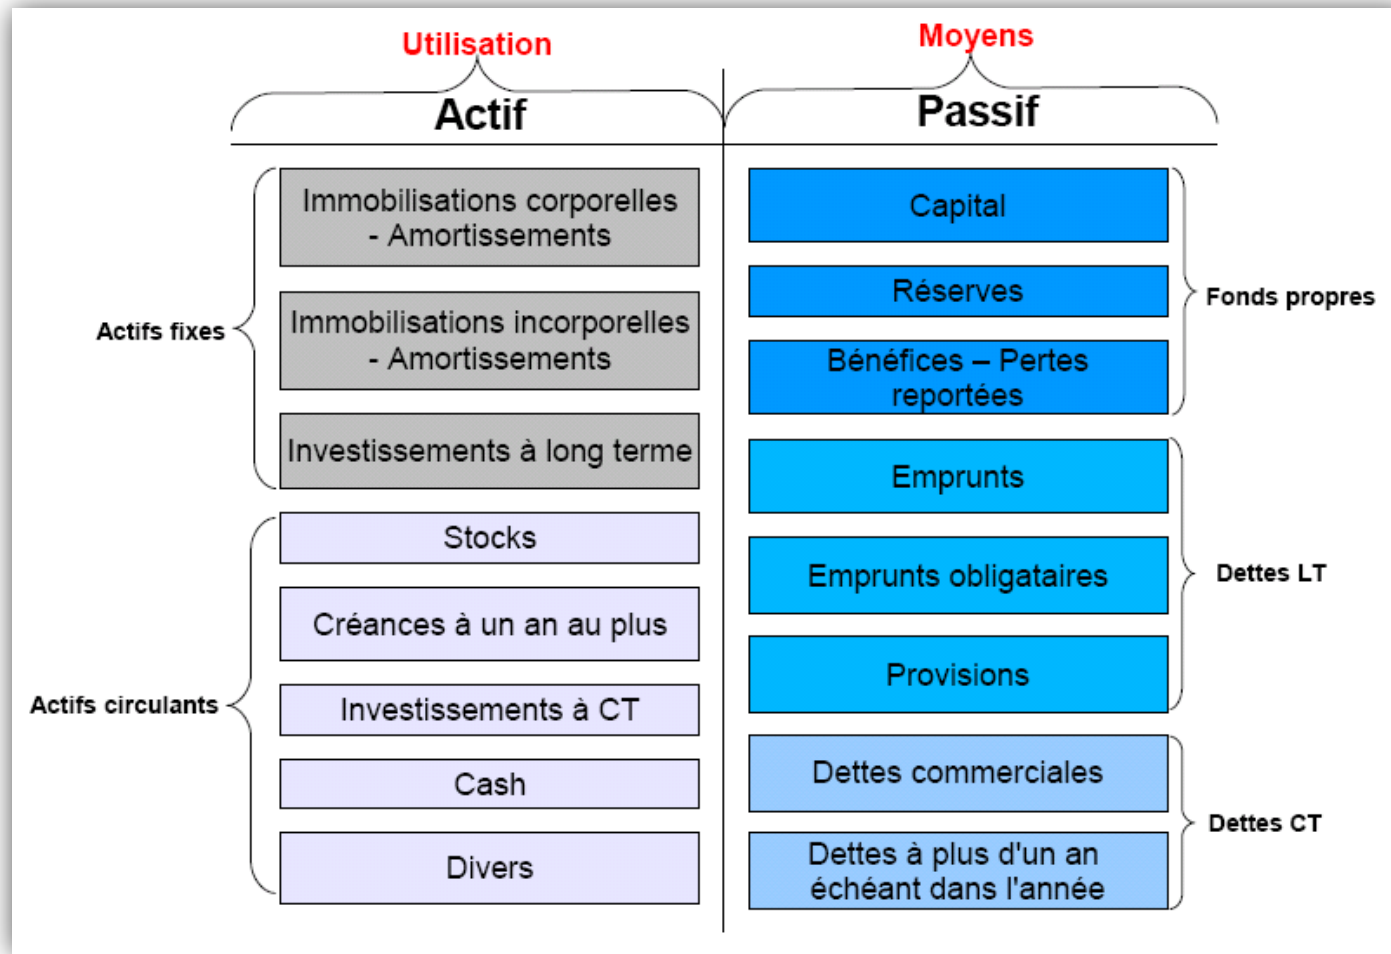 Utilisation
Moyens
Actif
Passif
Actifs fixes
Immobilisations corporelles
- Amortissements
Immobilisations incorporelles
- Amortissements
Investissements à long terme
Actifs circulants
Stocks
Créances à un an au plus
Investissements à CT
Cash
Divers
Capital
Réserves
Bénéfices – Pertes
reportées
Fonds propres
Emprunts
Emprunts obligataires
Provisions
Dettes LT
Dettes commerciales
Dettes à plus d'un an
échéant dans l'année
Dettes CT